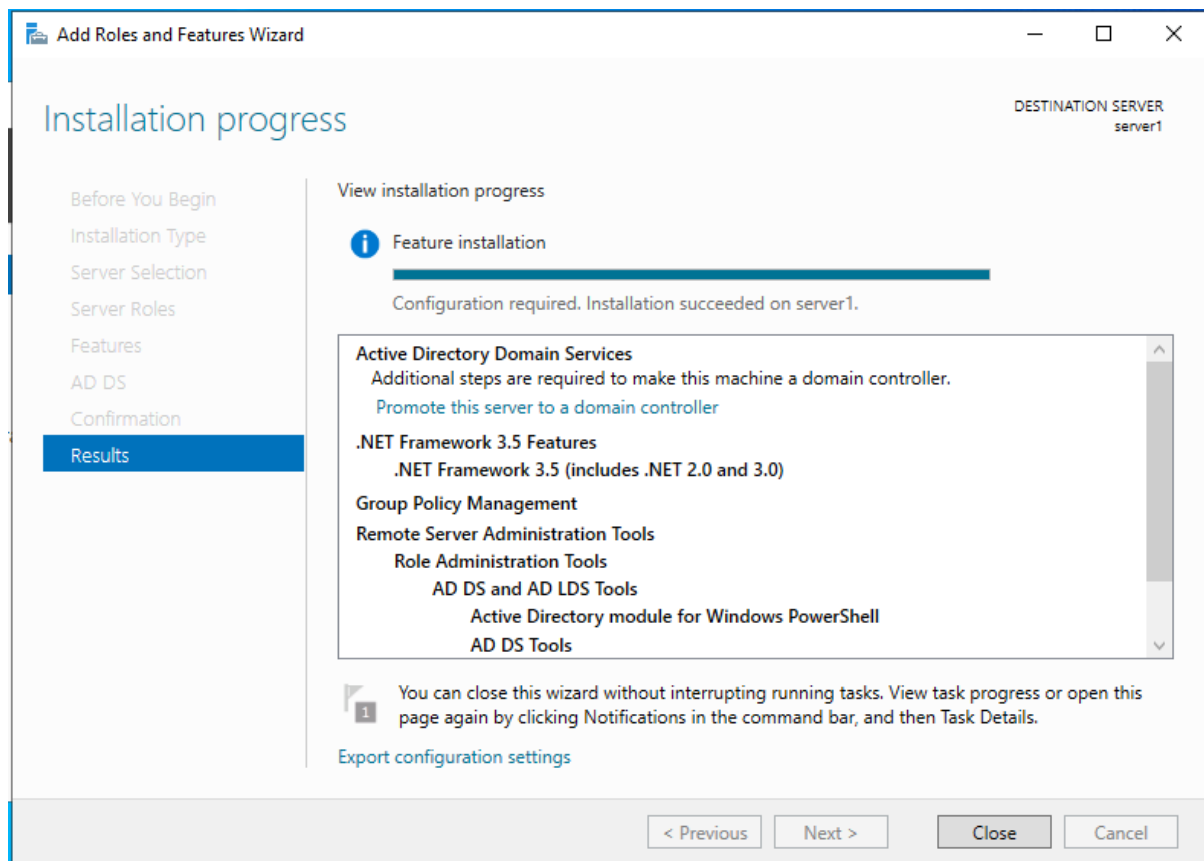 Add Roles and Features Wizard
Installation progress
DESTINATION SERVER
server1
Before You Begin
Installation Type
Server Selection
Server Roles
Features
AD DS
Confirmation
Results
View installation progress
Feature installation
Configuration required. Installation succeeded on server1.
Active Directory Domain Services
Additional steps are required to make this machine a domain controller.
Promote this server to a domain controller
.NET Framework 3.5 Features
.NET Framework 3.5 (includes .NET 2.0 and 3.0)
Group Policy Management
Remote Server Administration Tools
Role Administration Tools
AD DS and AD LDS Tools
Active Directory module for Windows PowerShell
AD DS Tools
1
You can close this wizard without interrupting running tasks. View task progress or open this
page again by clicking Notifications in the command bar, and then Task Details.
Export configuration settings
< Previous
Next >
Close
Cancel